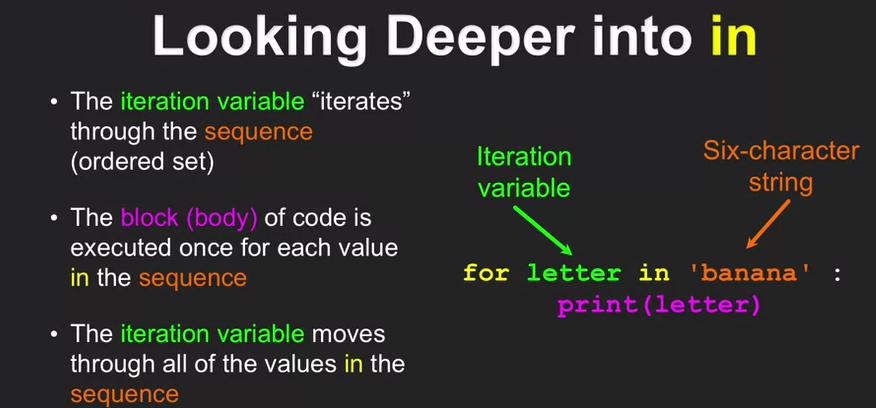 Looking Deeper into in
• The iteration variable “iterates”
through the sequence
(ordered set)
• The block (body) of code is
executed once for each value
in the sequence
• The iteration variable moves
through all of the values in the
sequence
Iteration
variable
Six-character
string
for letter in 'banana' :
print(letter)